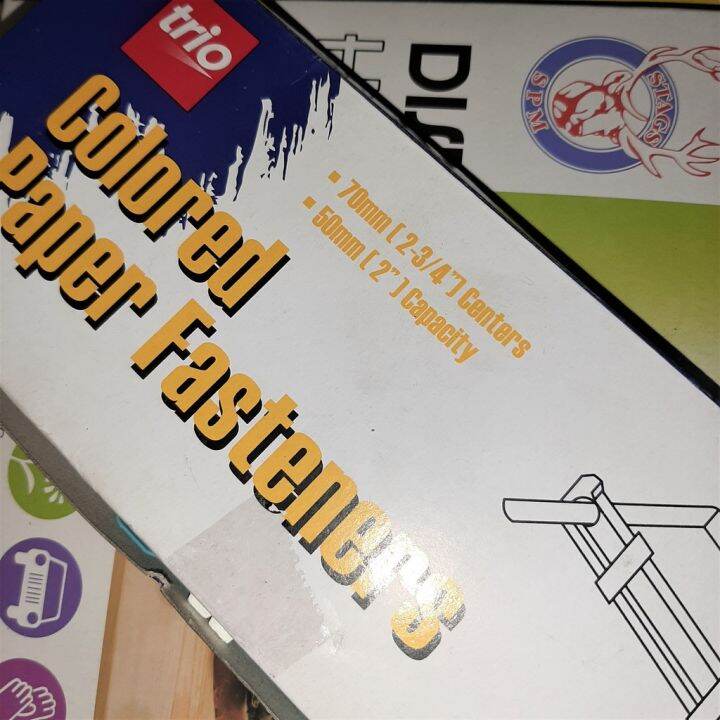 trio
Colored
Paper Fasteners
▪ 70mm ( 2-3/4") Centers
▪ 50mm ( 2" ) Capacity
STAGS
SPM